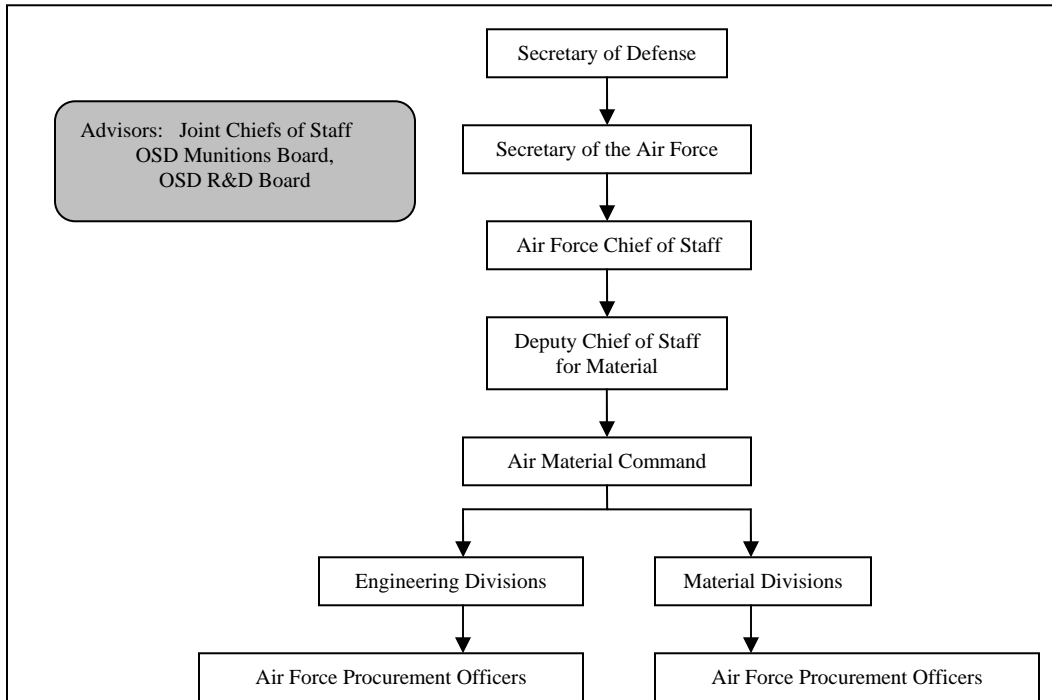 Secretary of Defense
Advisors: Joint Chiefs of Staff
OSD Munitions Board,
OSD R&D Board
Secretary of the Air Force
Air Force Chief of Staff
Deputy Chief of Staff
for Material
Air Material Command
Engineering Divisions
Material Divisions
Air Force Procurement Officers
Air Force Procurement Officers